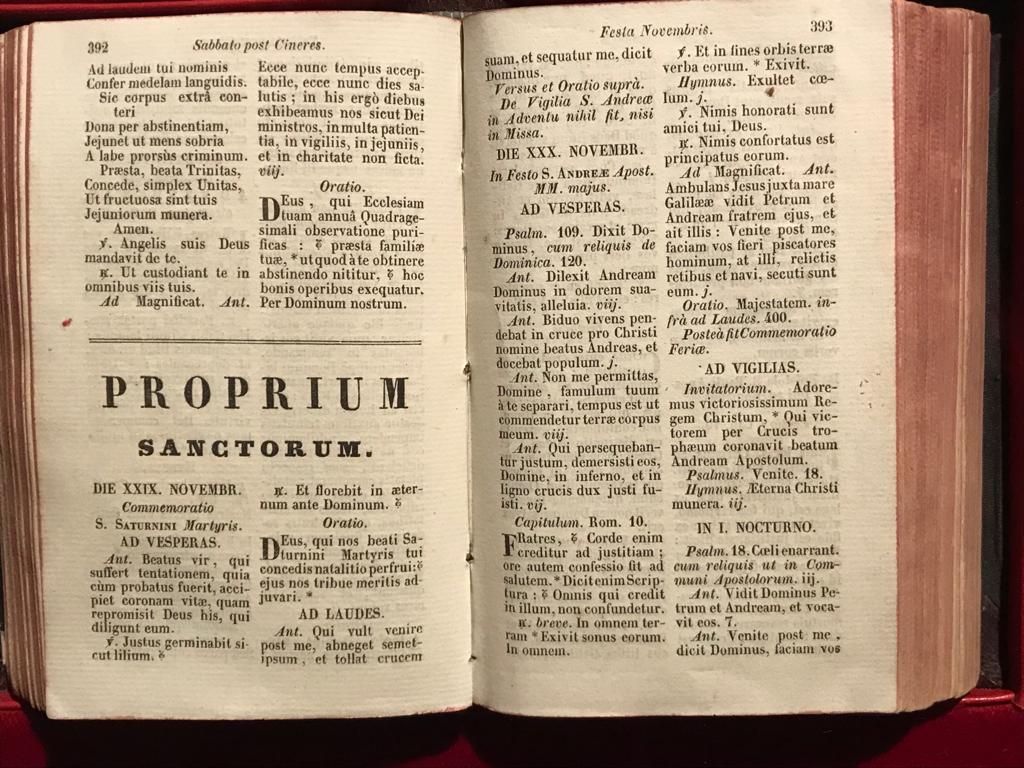 392
Sabbato post Cineres.
Ad laudem tui nominis
Confer medelam languidis.
Sic corpus extrà con-
teri
Dona per abstinentiam,
Jejunet ut mens sobria
A labe prorsùs criminum.
Præsta, beata Trinitas,
Concede, simplex Unitas,
Ut fructuosa sint tuis
Jejuniorum munera.
Amen.
℣. Angelis suis Deus
mandavit de te.
℟. Ut custodiant te in
omnibus viis tuis.
Ad Magnificat. Ant.
Ecce nunc tempus accep-
tabile, ecce nunc dies sa-
lutis ; in his ergò diebus
exhibeamus nos sicut Dei
ministros, in multa patien-
tia, in vigiliis, in jejuniis,
et in charitate non ficta.
viij.
Oratio.
DEus , qui Ecclesiam
tuam annuâ Quadrage-
simali observatione puri-
ficas : & præsta familiæ
tuæ, * ut quod à te obtinere
abstinendo nititur, & hoc
bonis operibus exequatur.
Per Dominum nostrum.
PROPRIUM
SANCTORUM.
DIE XXIX. NOVEMBR.
Commemoratio
S. SATURNINI Martyris.
AD VESPERAS.
Ant. Beatus vir, qui
suffert tentationem, quia
cùm probatus fuerit, acci-
piet coronam vitæ, quam
repromisit Deus his, qui
diligunt eum.
℣. Justus germinabit si-
cut lilium. &
℟. Et florebit in æter-
num ante Dominum. &
Oratio.
DEus, qui nos beati Sa-
turnini Martyris tui
concedis natalitio perfrui: &
ejus nos tribue meritis ad-
juvari. *
AD LAUDES.
Ant. Qui vult venire
post me, abneget semet-
ipsum , et tollat crucem
Festa Novembris.
393
suam, et sequatur me, dicit
Dominus.
Versus et Oratio suprà.
De Vigilia S. Andreæ
in Adventu nihil fit, nisi
in Missa.
DIE XXX. NOVEMBR.
In Festo S. ANDREÆ Apost.
MM. majus.
AD VESPERAS.
Psalm. 109. Dixit Do-
minus, cum reliquis de
Dominica. 120.
Ant. Dilexit Andream
Dominus in odorem sua-
vitatis, alleluia. viij.
Ant. Biduo vivens pen-
debat in cruce pro Christi
nomine beatus Andreas, et
docebat populum. j.
Ant. Non me permittas,
Domine , famulum tuum
à te separari, tempus est ut
commendetur terræ corpus
meum. viij.
Ant. Qui persequeban-
tur justum, demersisti eos,
Domine, in inferno, et in
ligno crucis dux justi fu-
isti. vij.
Capitulum. Rom. 10.
FRatres, & Corde enim
creditur ad justitiam ;
ore autem confessio fit ad
salutem. * Dicit enim Scrip-
tura : & Omnis qui credit
in illum, non confundetur.
℟. breve. In omnem ter-
ram * Exivit sonus eorum.
In omnem.
℣. Et in fines orbis terræ
verba eorum. * Exivit.
Hymnus. Exultet cœ-
lum. j.
℣. Nimis honorati sunt
amici tui, Deus.
℟. Nimis confortatus est
principatus eorum.
Ad Magnificat. Ant.
Ambulans Jesus juxta mare
Galilææ vidit Petrum et
Andream fratrem ejus, et
ait illis : Venite post me,
faciam vos fieri piscatores
hominum, at illi, relictis
retibus et navi, secuti sunt
eum. j.
Oratio. Majestatem. in-
frà ad Laudes. 400.
Posteà fit Commemoratio
Feriæ.
AD VIGILIAS.
Invitatorium. Adore-
mus victoriosissimum Re-
gem Christum, * Qui vic-
torem per Crucis tro-
phæum coronavit beatum
Andream Apostolum.
Psalmus. Venite. 18.
Hymnus. Æterna Christi
munera. iij.
IN I. NOCTURNO.
Psalm. 18. Cœli enarrant.
cum reliquis ut in Com-
muni Apostolorum. iij.
Ant. Vidit Dominus Pe-
trum et Andream, et voca-
vit eos. 7.
Ant. Venite post me ,
dicit Dominus, faciam vos